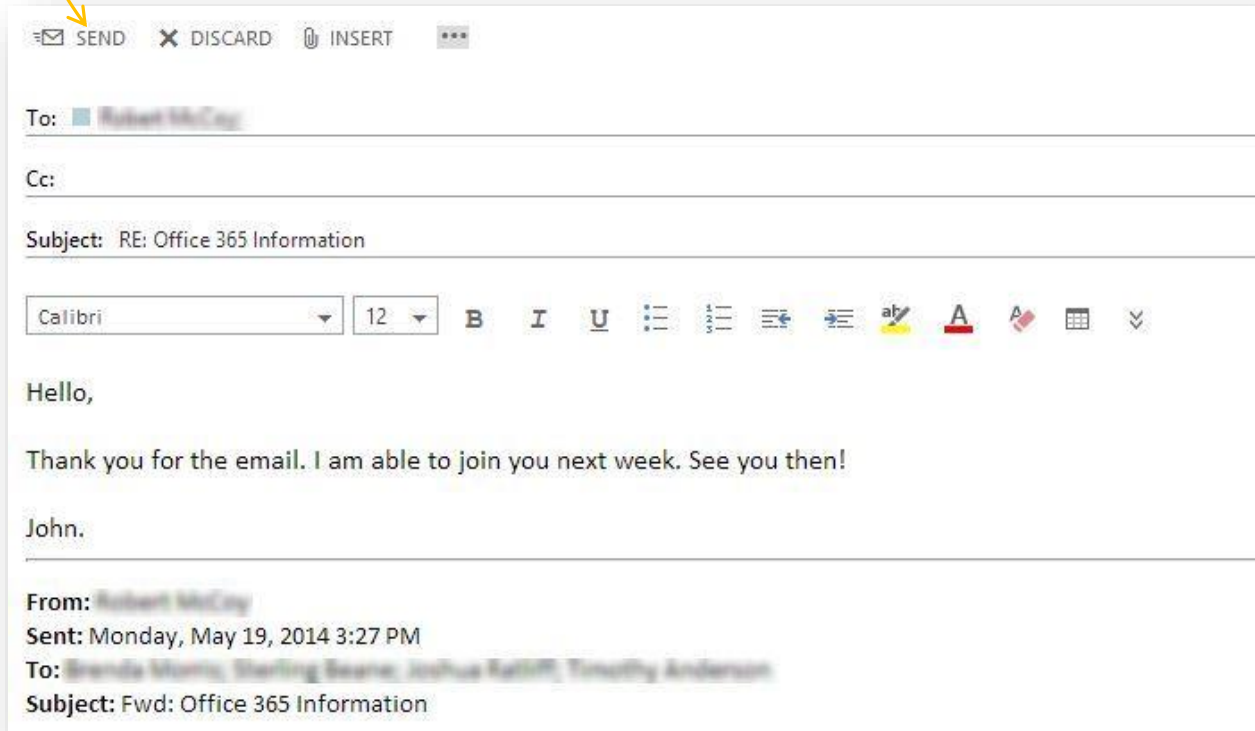 SEND DISCARD INSERT
To:
Cc:
Subject: RE: Office 365 Information
Calibri 12 B I U ab A A
Hello,
Thank you for the email. I am able to join you next week. See you then!
John.
From:
Sent: Monday, May 19, 2014 3:27 PM
To:
Subject: Fwd: Office 365 Information